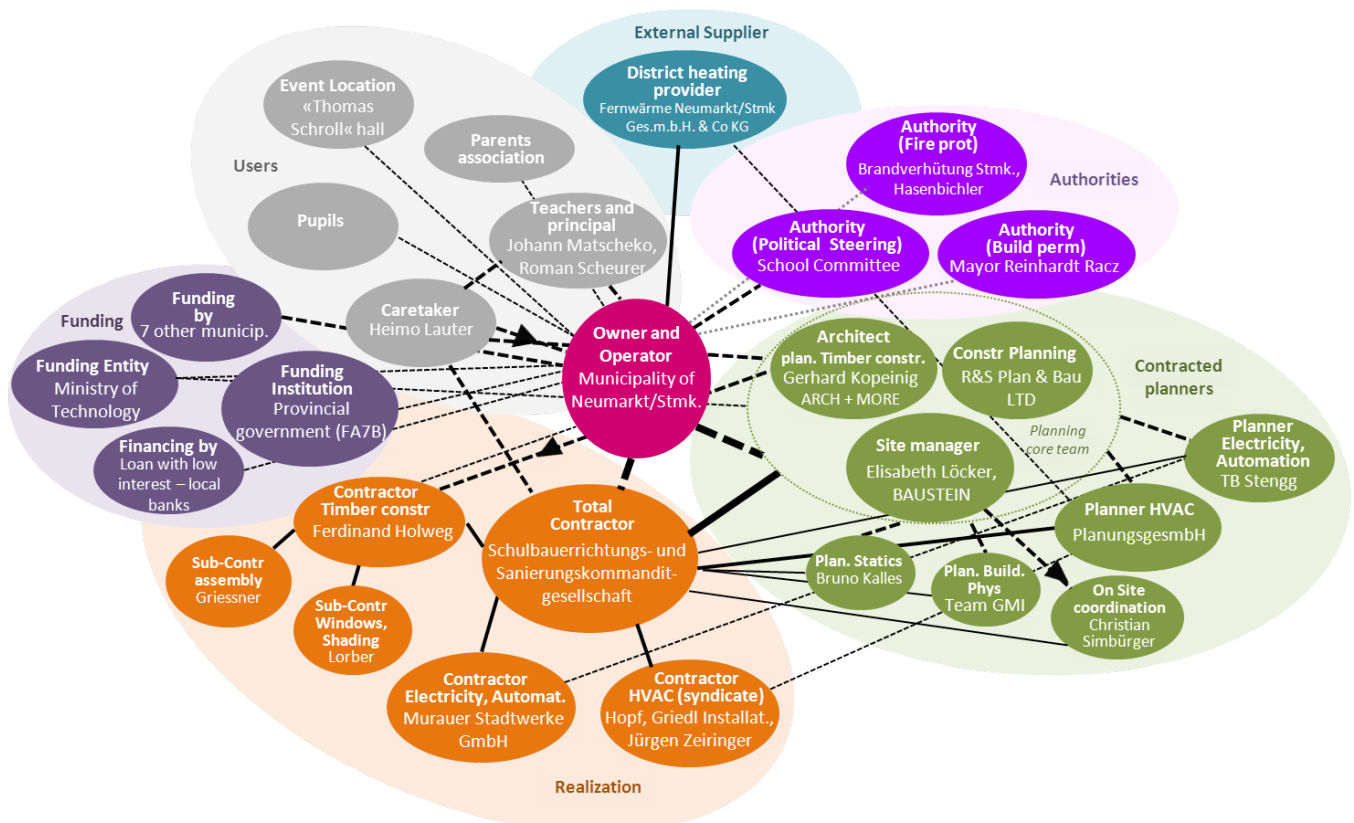 External Supplier
District heating
provider
Fernwärme Neumarkt/Stmk
Ges.m.b.H. & Co KG
Event Location
«Thomas
Schroll« hall
Parents
association
Users
Pupils
Teachers and
principal
Johann Matscheko,
Roman Scheurer
Caretaker
Heimo Lauter
Authority
(Fire prot)
Brandverhütung Stmk.,
Hasenbichler
Authorities
Authority
(Political Steering)
School Committee
Authority
(Build perm)
Mayor Reinhardt Racz
Funding
Funding
by
7 other municip.
Funding Entity
Ministry of
Technology
Funding
Institution
Provincial
government (FA7B)
Financing by
Loan with low
interest – local
banks
Owner and
Operator
Municipality of
Neumarkt/Stmk.
Architect
plan. Timber constr.
Gerhard Kopeinig
ARCH + MORE
Constr Planning
R&S Plan & Bau
LTD
Contracted
planners
Site manager
Elisabeth Löcker,
BAUSTEIN
Planning
core team
Planner
Electricity,
Automation
TB Stengg
Planner HVAC
PlanungsgesmbH
Plan. Statics
Bruno Kalles
Plan. Build.
Phys
Team GMI
On Site
coordination
Christian
Simbürger
Contractor
Timber constr
Ferdinand Holweg
Total
Contractor
Schulbauerrichtungs- und
Sanierungskommandit-
gesellschaft
Sub-Contr
assembly
Griessner
Sub-Contr
Windows,
Shading
Lorber
Contractor
Electricity, Automat.
Murauer Stadtwerke
GmbH
Contractor
HVAC (syndicate)
Hopf, Griedl Installat.,
Jürgen Zeiringer
Realization